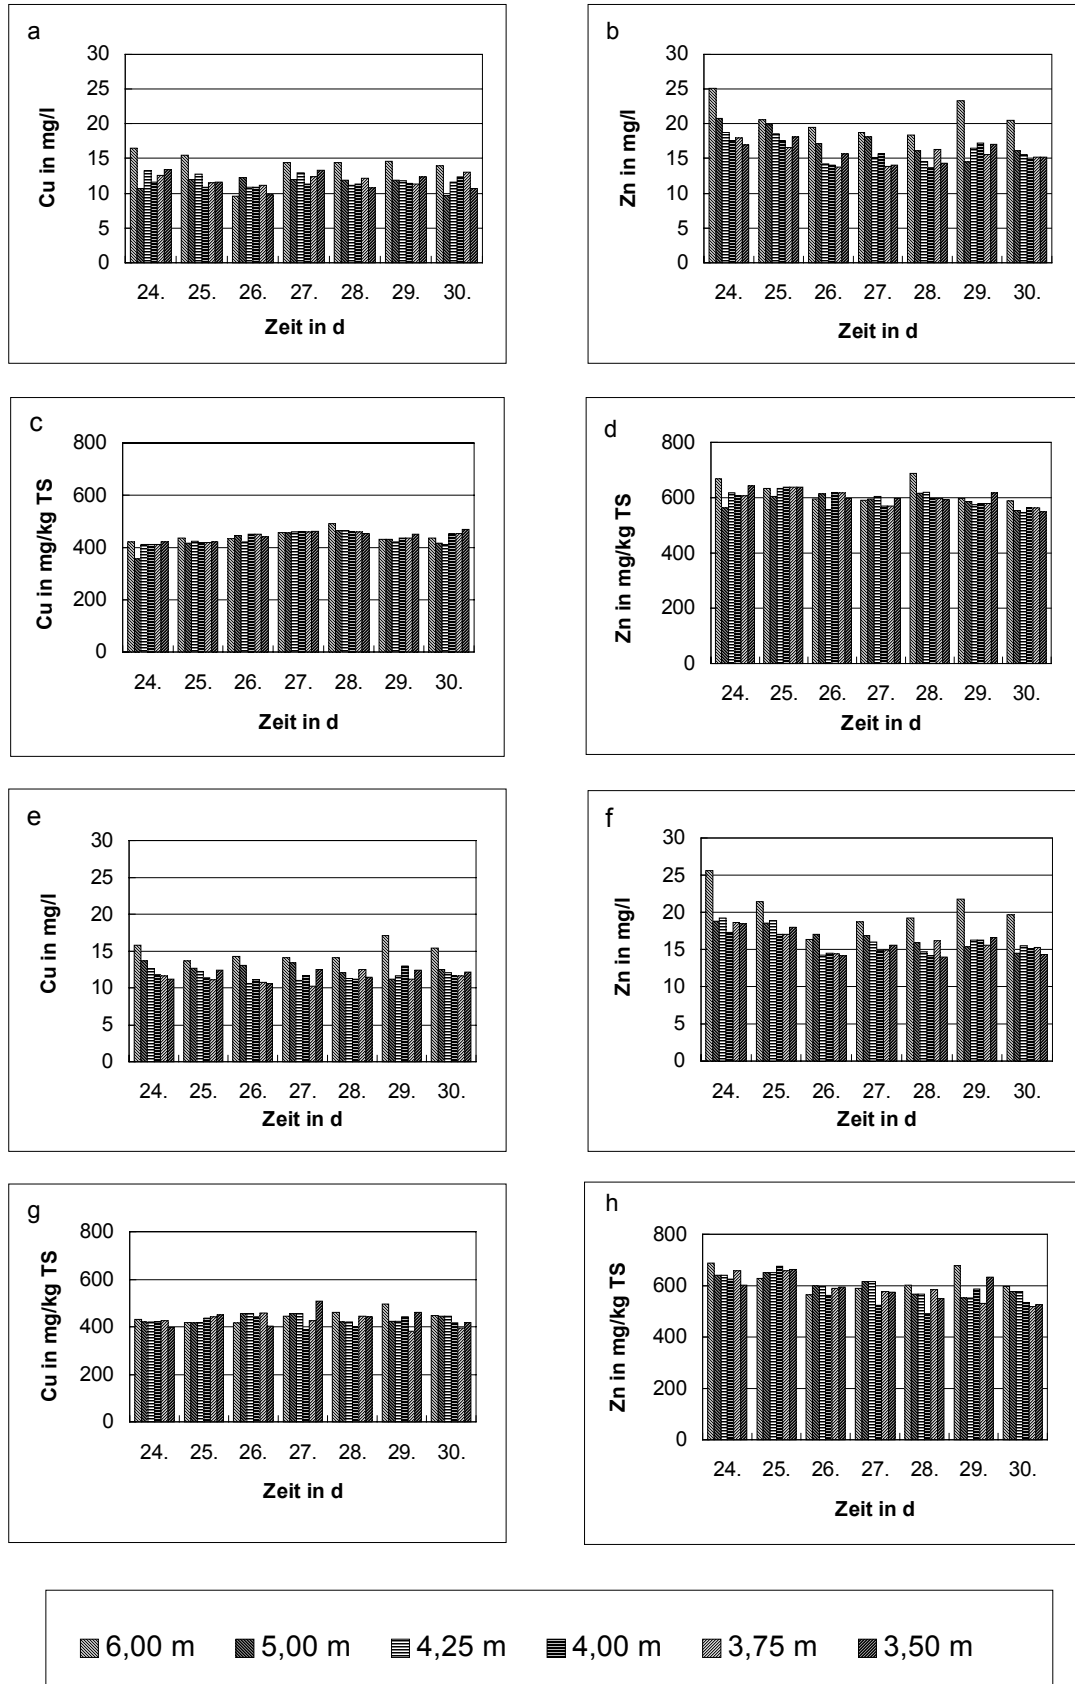 a
Cu in mg/l
30
25
20
15
10
5
0
24. 25. 26. 27. 28. 29. 30.
Zeit in d
b
Zn in mg/l
30
25
20
15
10
5
0
24. 25. 26. 27. 28. 29. 30.
Zeit in d
c
Cu in mg/kg TS
800
600
400
200
0
24. 25. 26. 27. 28. 29. 30.
Zeit in d
d
Zn in mg/kg TS
800
600
400
200
0
24. 25. 26. 27. 28. 29. 30.
Zeit in d
e
Cu in mg/l
30
25
20
15
10
5
0
24. 25. 26. 27. 28. 29. 30.
Zeit in d
f
Zn in mg/l
30
25
20
15
10
5
0
24. 25. 26. 27. 28. 29. 30.
Zeit in d
g
Cu in mg/kg TS
800
600
400
200
0
24. 25. 26. 27. 28. 29. 30.
Zeit in d
h
Zn in mg/kg TS
800
600
400
200
0
24. 25. 26. 27. 28. 29. 30.
Zeit in d
6,00 m 5,00 m 4,25 m 4,00 m 3,75 m 3,50 m